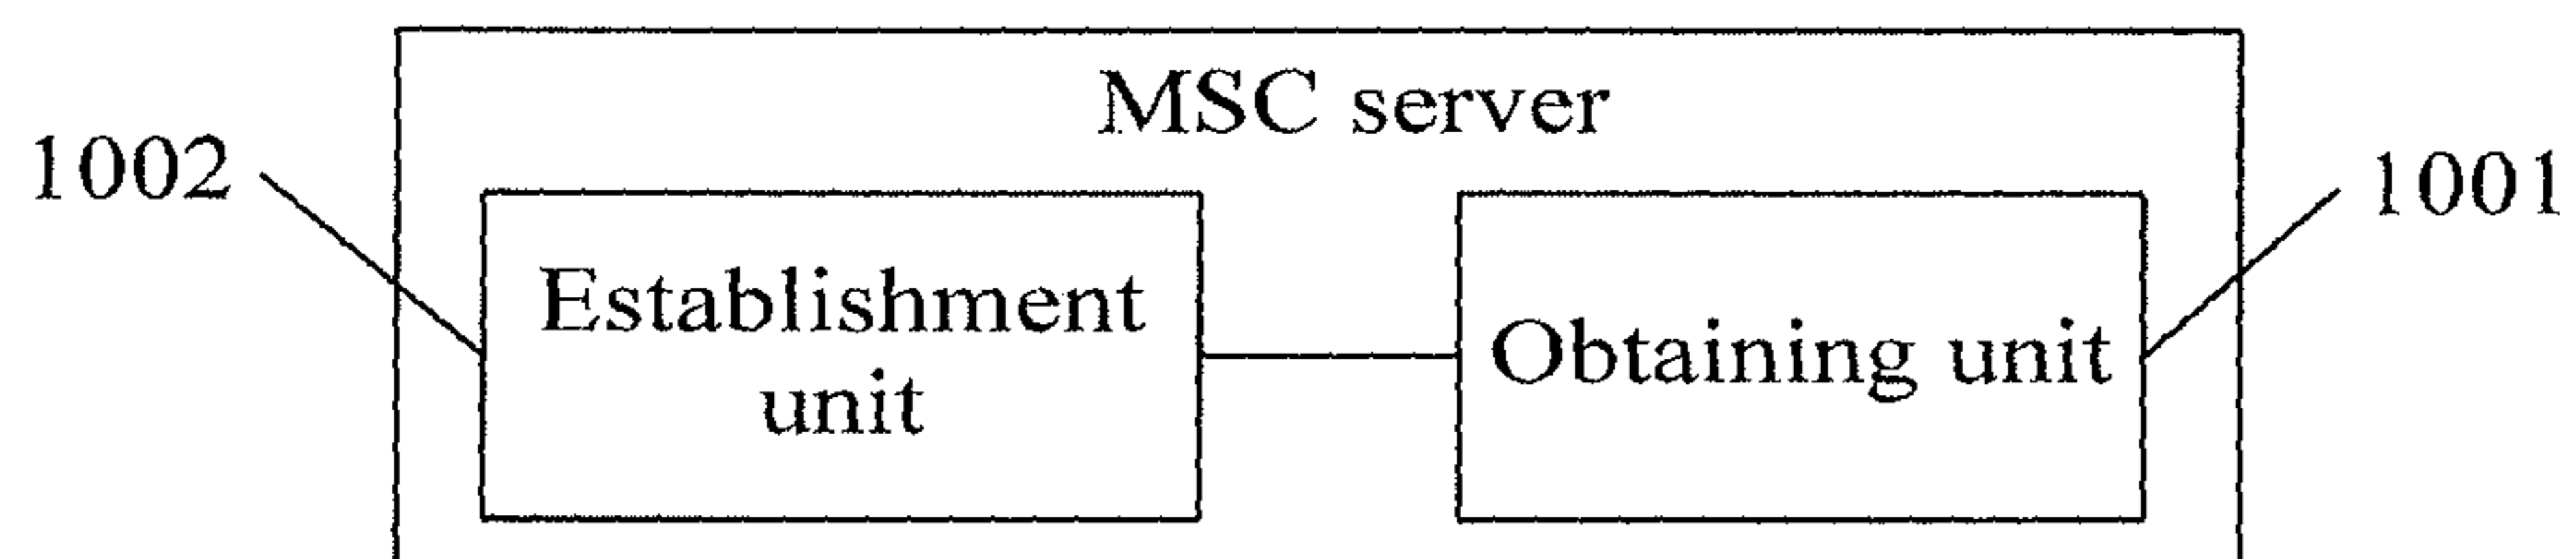 MSC server
1002
1001
Establishment
unit
Obtaining unit